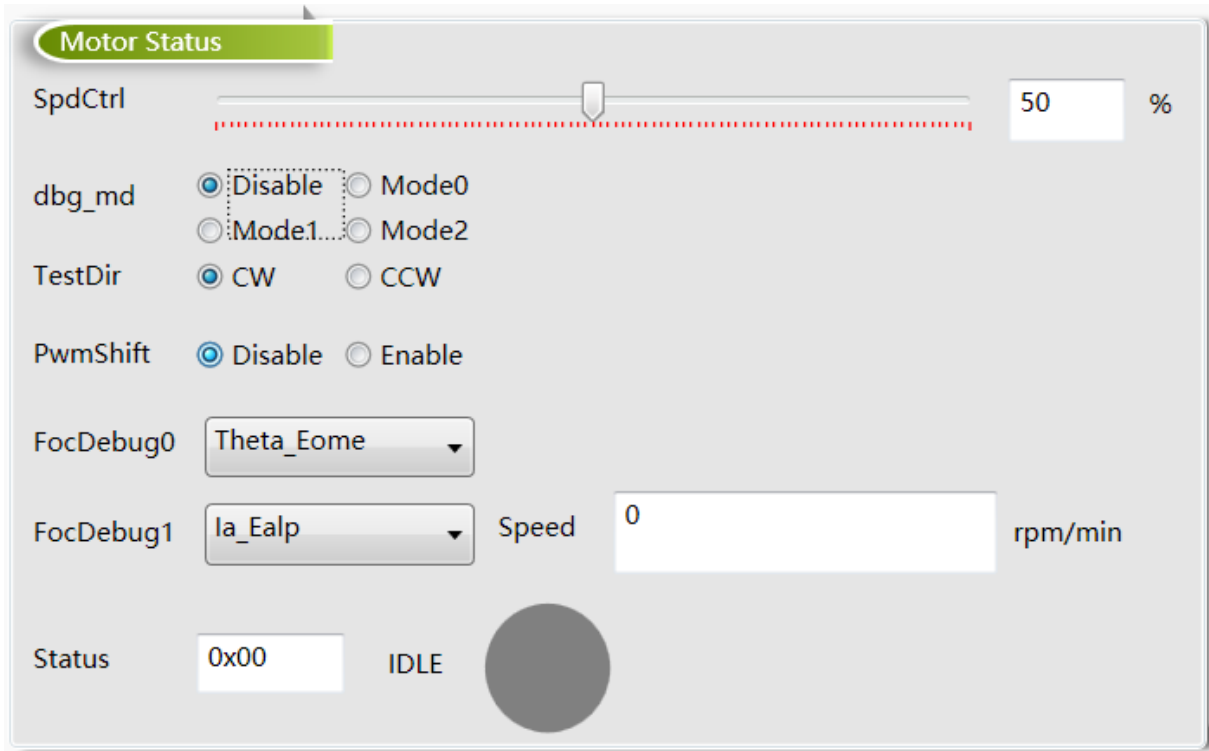 Motor Status
SpdCtrl 50 %
dbg_md Disable Mode0
Mode1 Mode2
TestDir CW CCW
PwmShift Disable Enable
FocDebug0 Theta_Eome
FocDebug1 Ia_Ealp Speed 0 rpm/min
Status 0x00 IDLE